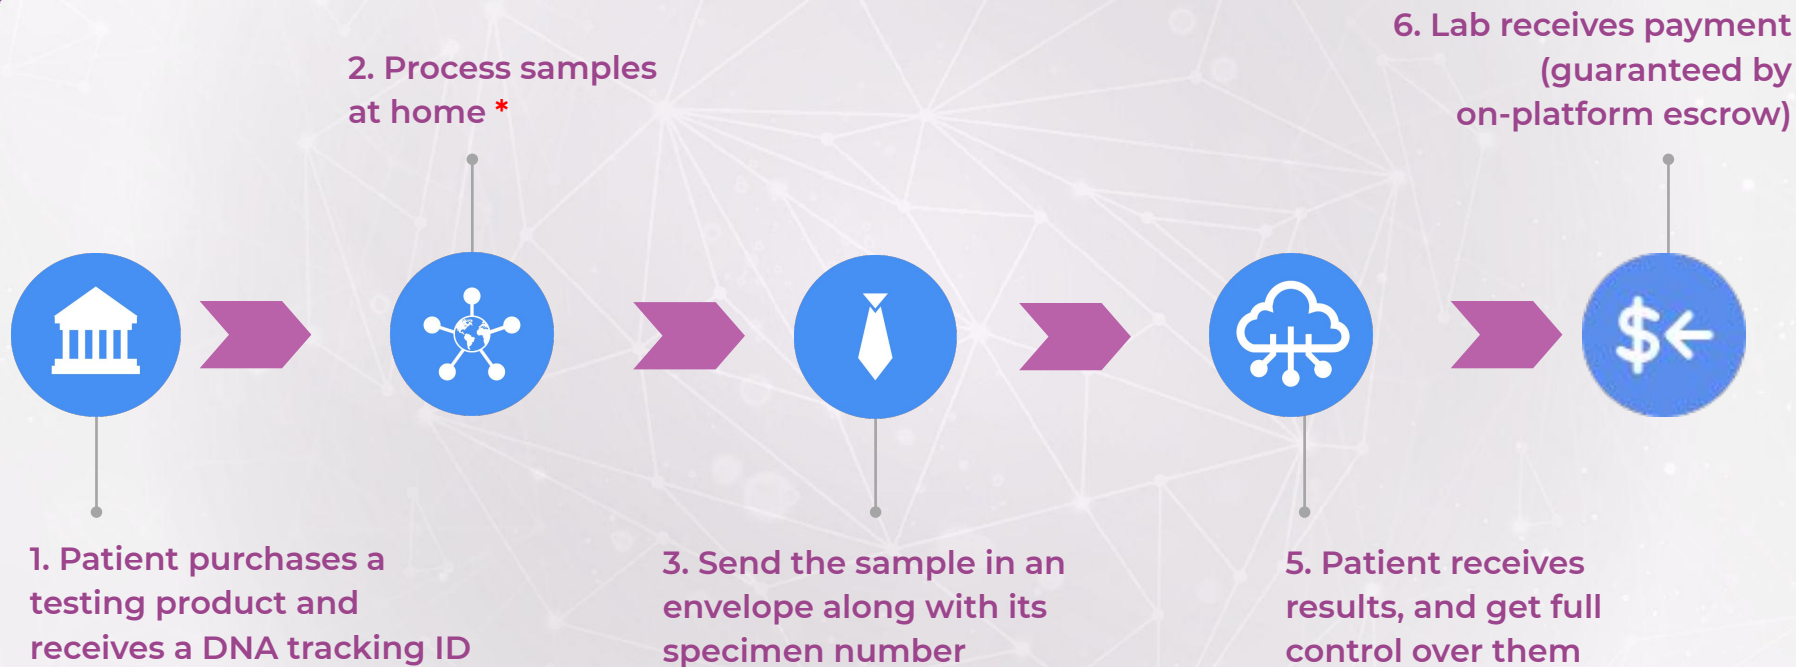 1. Patient purchases a
testing product and
receives a DNA tracking ID
2. Process samples
at home *
3. Send the sample in an
envelope along with its
specimen number
5. Patient receives
results, and get full
control over them
6. Lab receives payment
(guaranteed by
on-platform escrow)
$